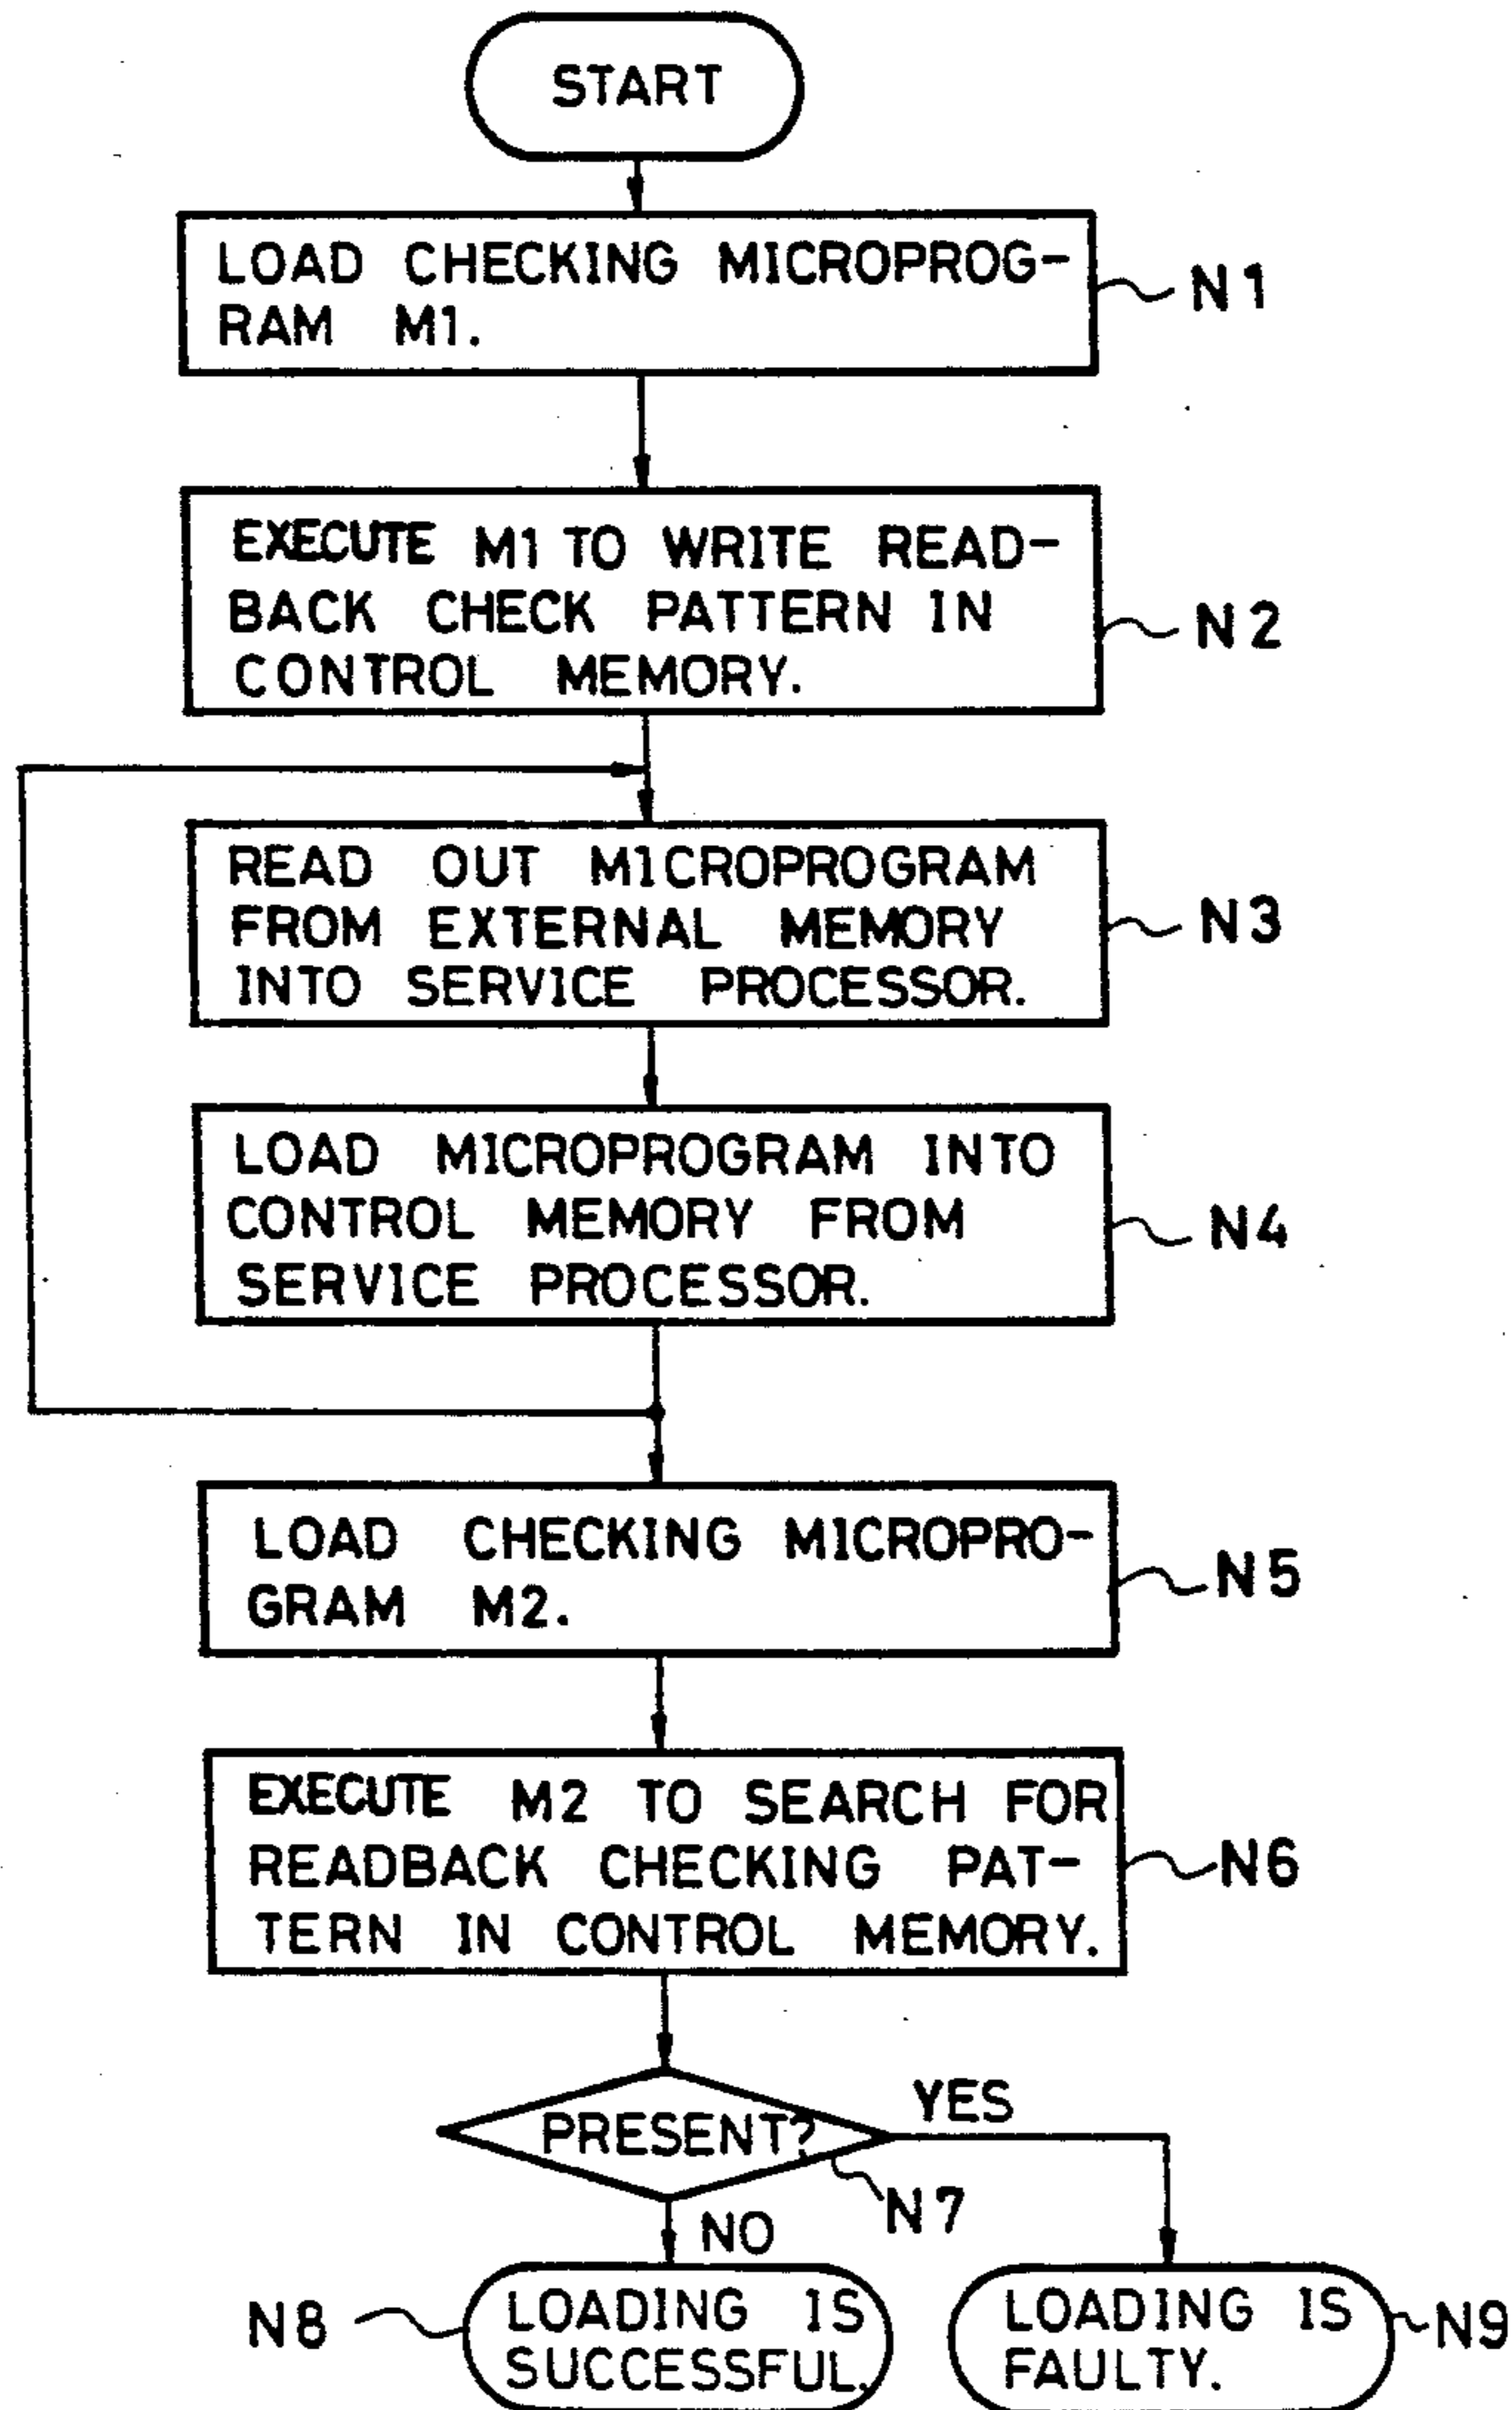 START
LOAD CHECKING MICROPROG-
RAM M1.
N1
EXECUTE M1 TO WRITE READ-
BACK CHECK PATTERN IN
CONTROL MEMORY.
N2
READ OUT MICROPROGRAM
FROM EXTERNAL MEMORY
INTO SERVICE PROCESSOR.
N3
LOAD MICROPROGRAM INTO
CONTROL MEMORY FROM
SERVICE PROCESSOR.
N4
LOAD CHECKING MICROPRO-
GRAM M2.
N5
EXECUTE M2 TO SEARCH FOR
READBACK CHECKING PAT-
TERN IN CONTROL MEMORY.
N6
PRESENT?
YES
N7
NO
N8
LOADING IS
SUCCESSFUL.
LOADING IS
FAULTY.
N9